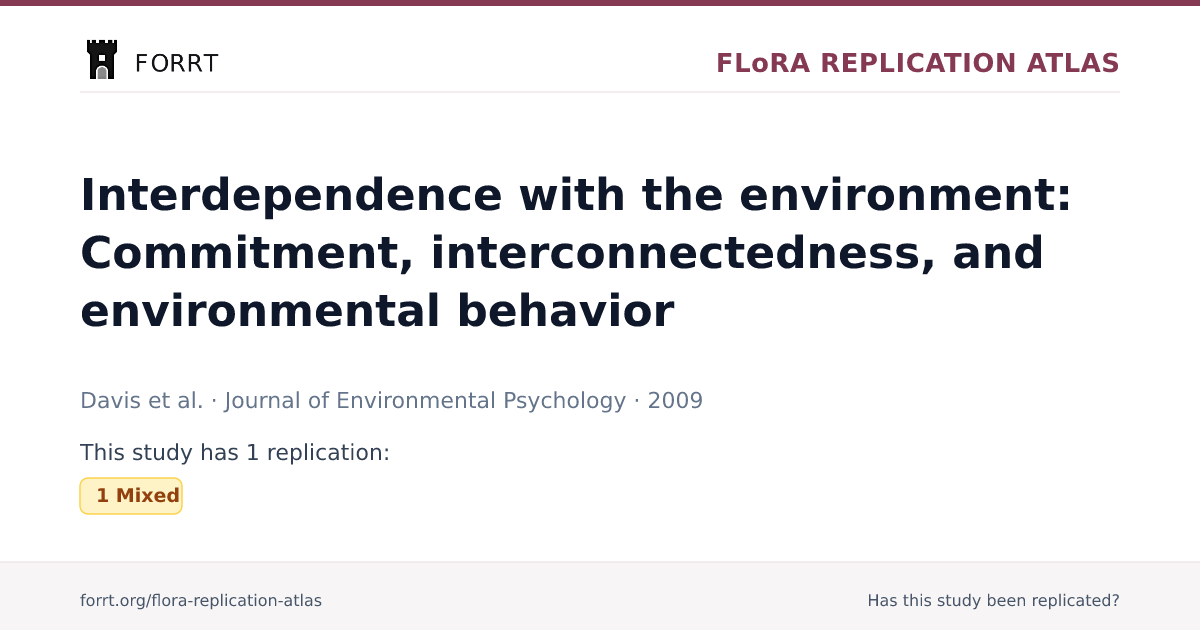 FORRT
FLoRA REPLICATION ATLAS
Interdependence with the environment:
Commitment, interconnectedness, and
environmental behavior
Davis et al. · Journal of Environmental Psychology · 2009
This study has 1 replication:
1 Mixed
forrt.org/flora-replication-atlas
Has this study been replicated?